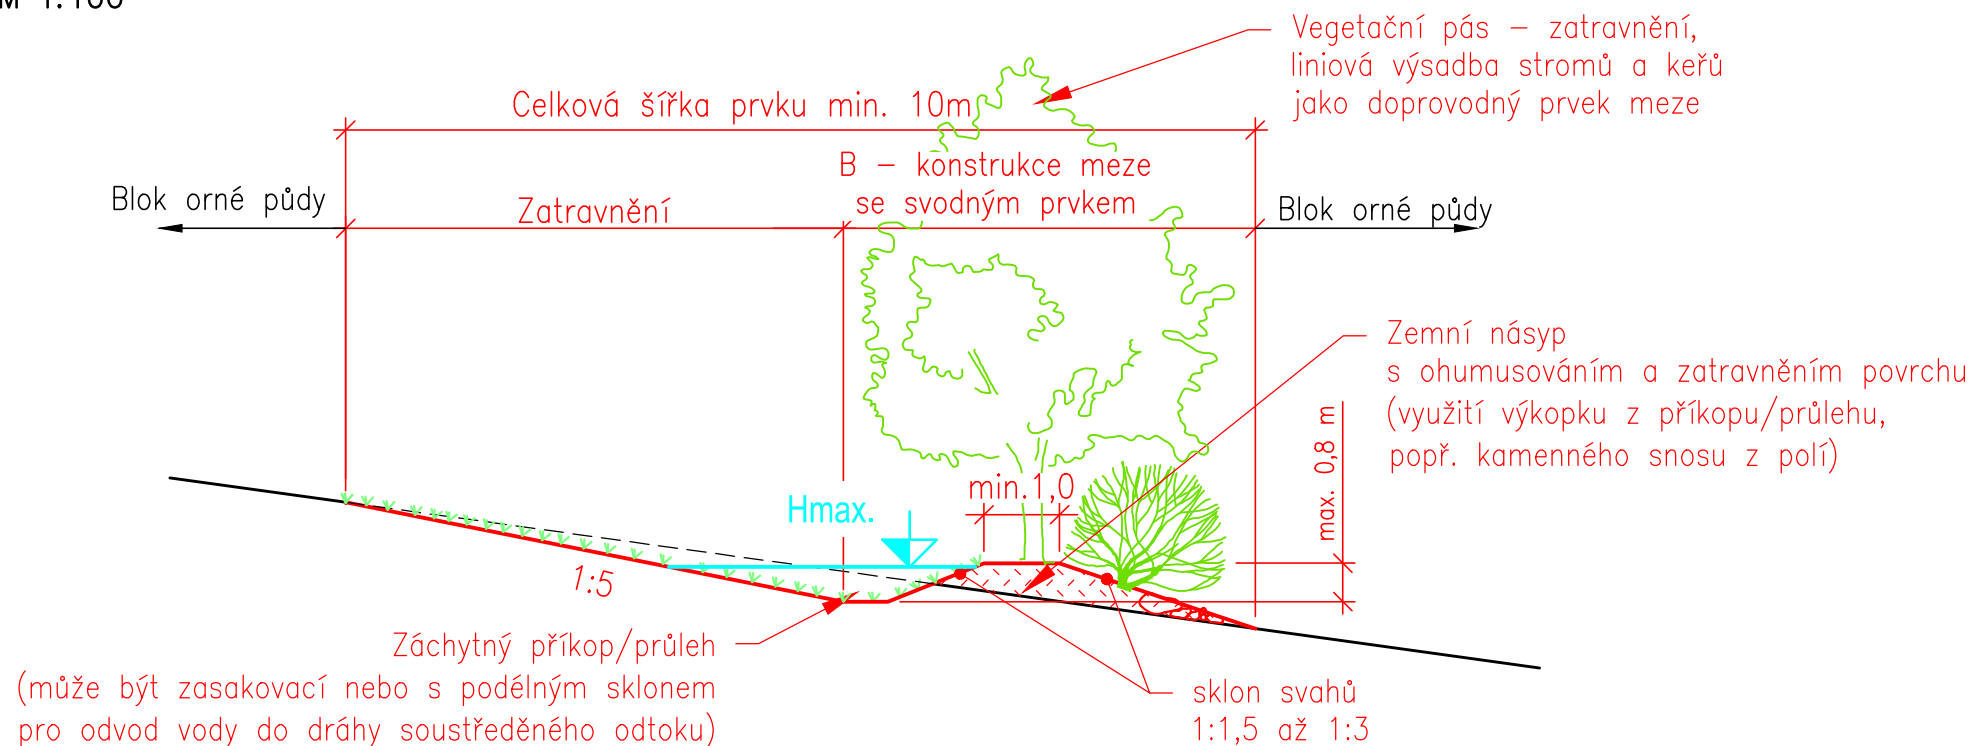 M 1:100
Vegetační pás – zatravnění,
liniová výsadba stromů a keřů
jako doprovodný prvek meze
Celková šířka prvku min. 10m
B – konstrukce meze
se svodným prvkem
Blok orné půdy
Zatravnění
Blok orné půdy
Zemní násyp
s ohumusováním a zatravněním povrchu
(využití výkopku z příkopu/průlehu,
popř. kamenného snosu z polí)
max. 0,8 m
min.1,0
Hmax.
1:5
Záchytný příkop/průleh
(může být zasakovací nebo s podélným sklonem
pro odvod vody do dráhy soustředěného odtoku)
sklon svahů
1:1,5 až 1:3